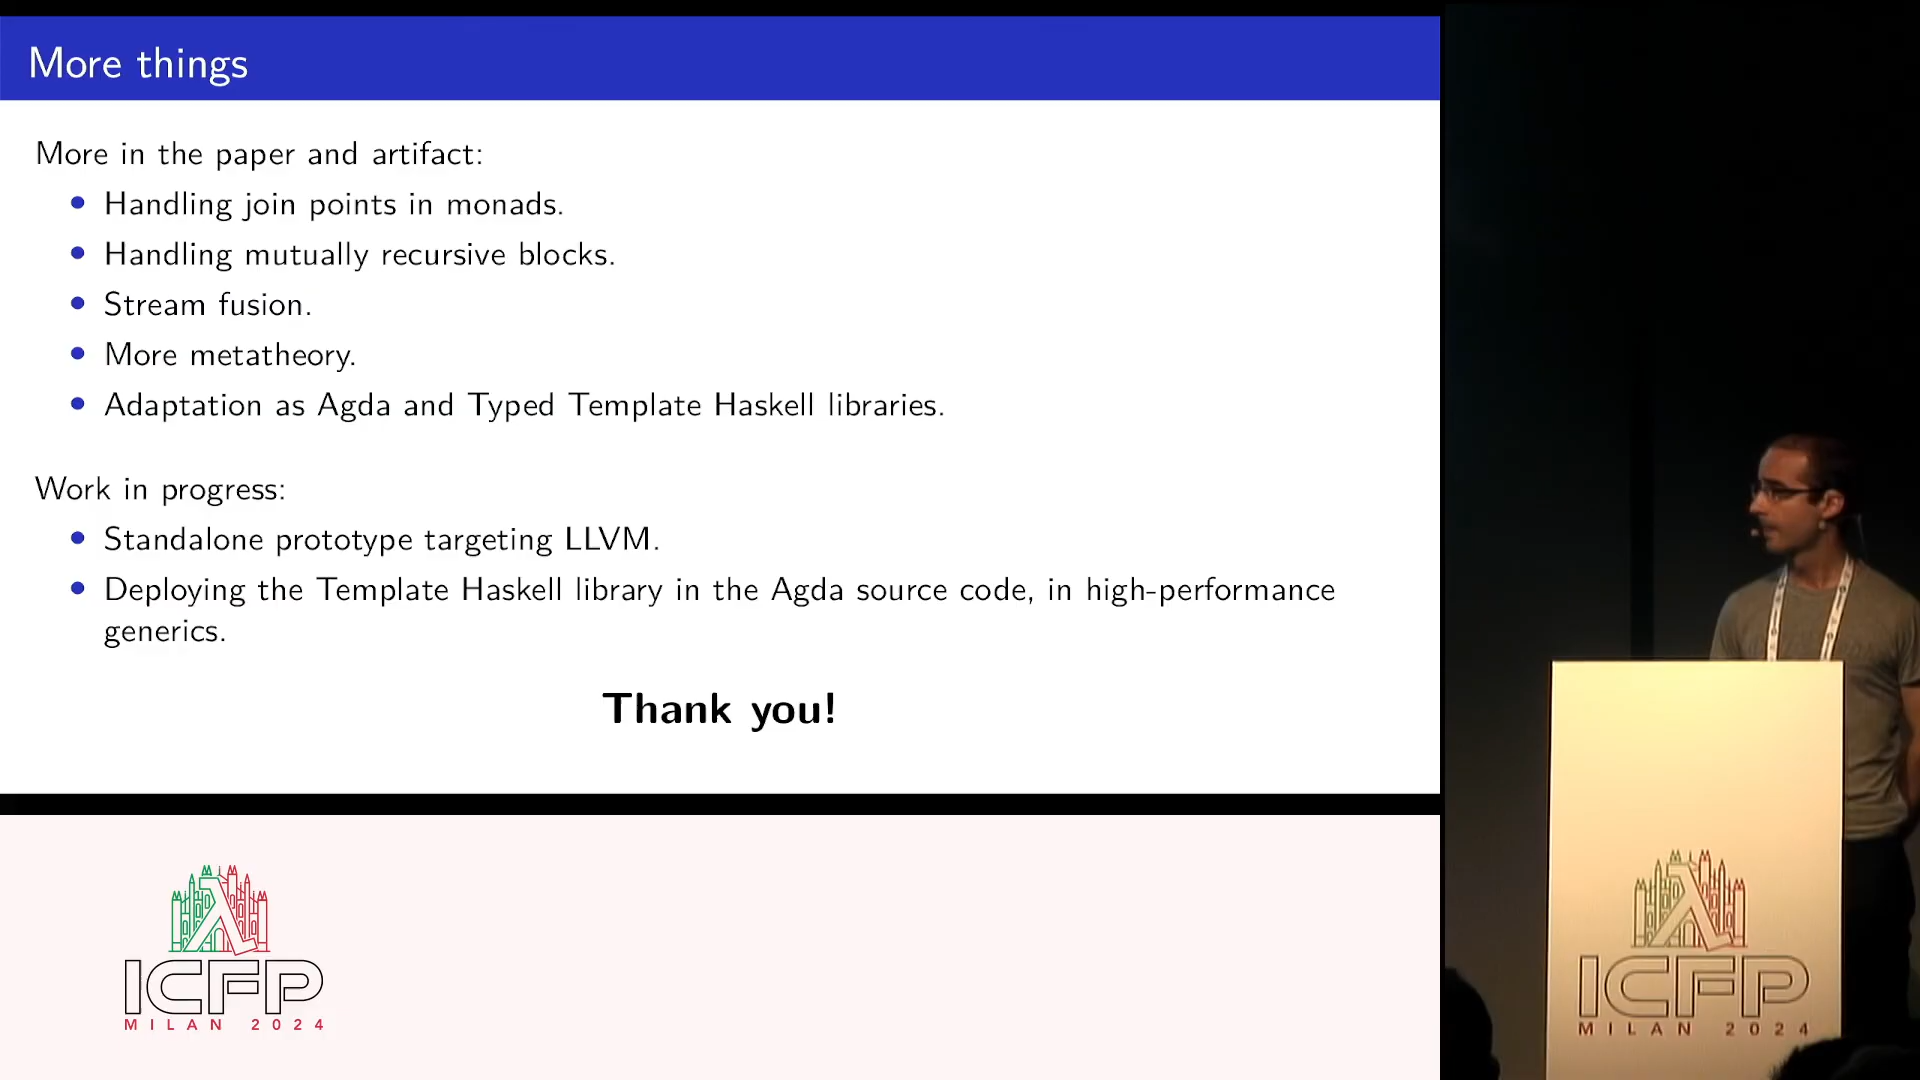 More things
More in the paper and artifact:
• Handling join points in monads.
• Handling mutually recursive blocks.
• Stream fusion.
• More metatheory.
• Adaptation as Agda and Typed Template Haskell libraries.
Work in progress:
• Standalone prototype targeting LLVM.
• Deploying the Template Haskell library in the Agda source code, in high-performance
generics.
Thank you!
ICFP
MILAN 2024
ICFP
MILAN 2024